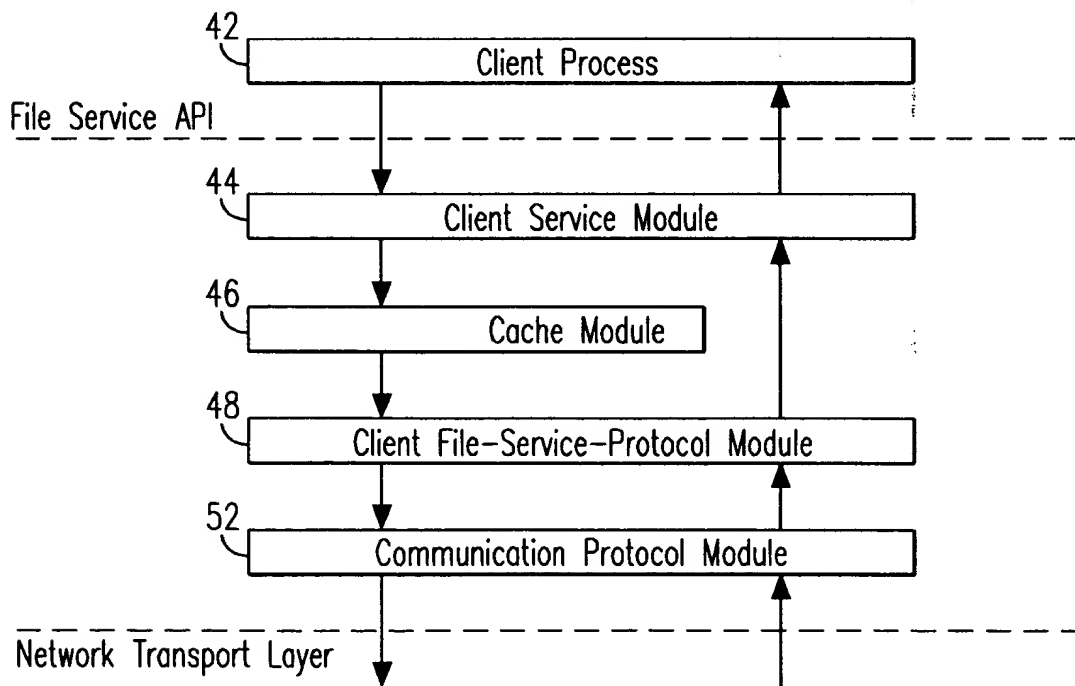 42
Client Process
File Service API
44
Client Service Module
46
Cache Module
48
Client File-Service-Protocol Module
52
Communication Protocol Module
Network Transport Layer